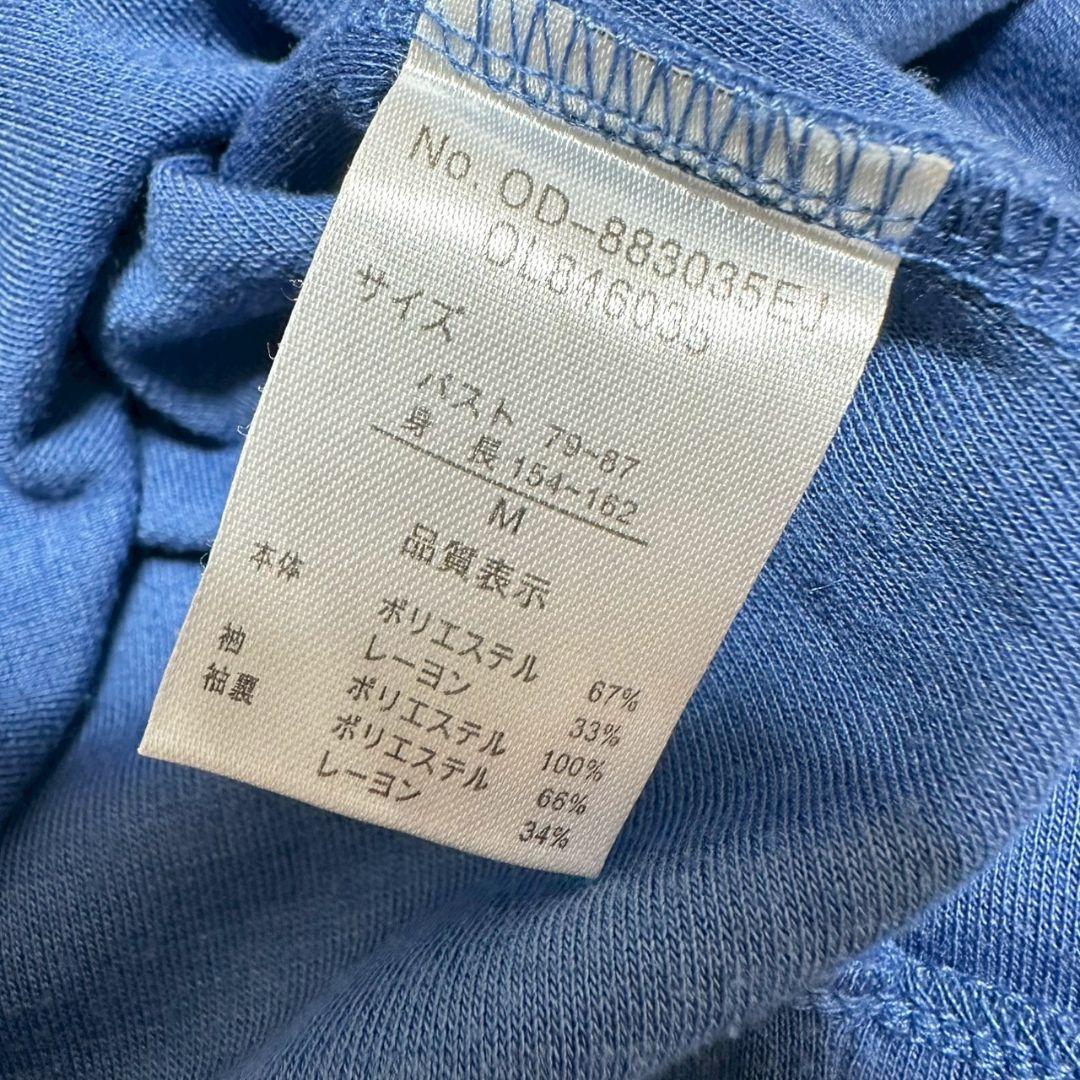 No. OD-883035EJ
OL846035
サイズ
バスト 79~87
身 長 154~162
M
品質表示
本体 ポリエステル 67%
レーヨン 33%
袖 ポリエステル 100%
袖裏 ポリエステル 66%
レーヨン 34%